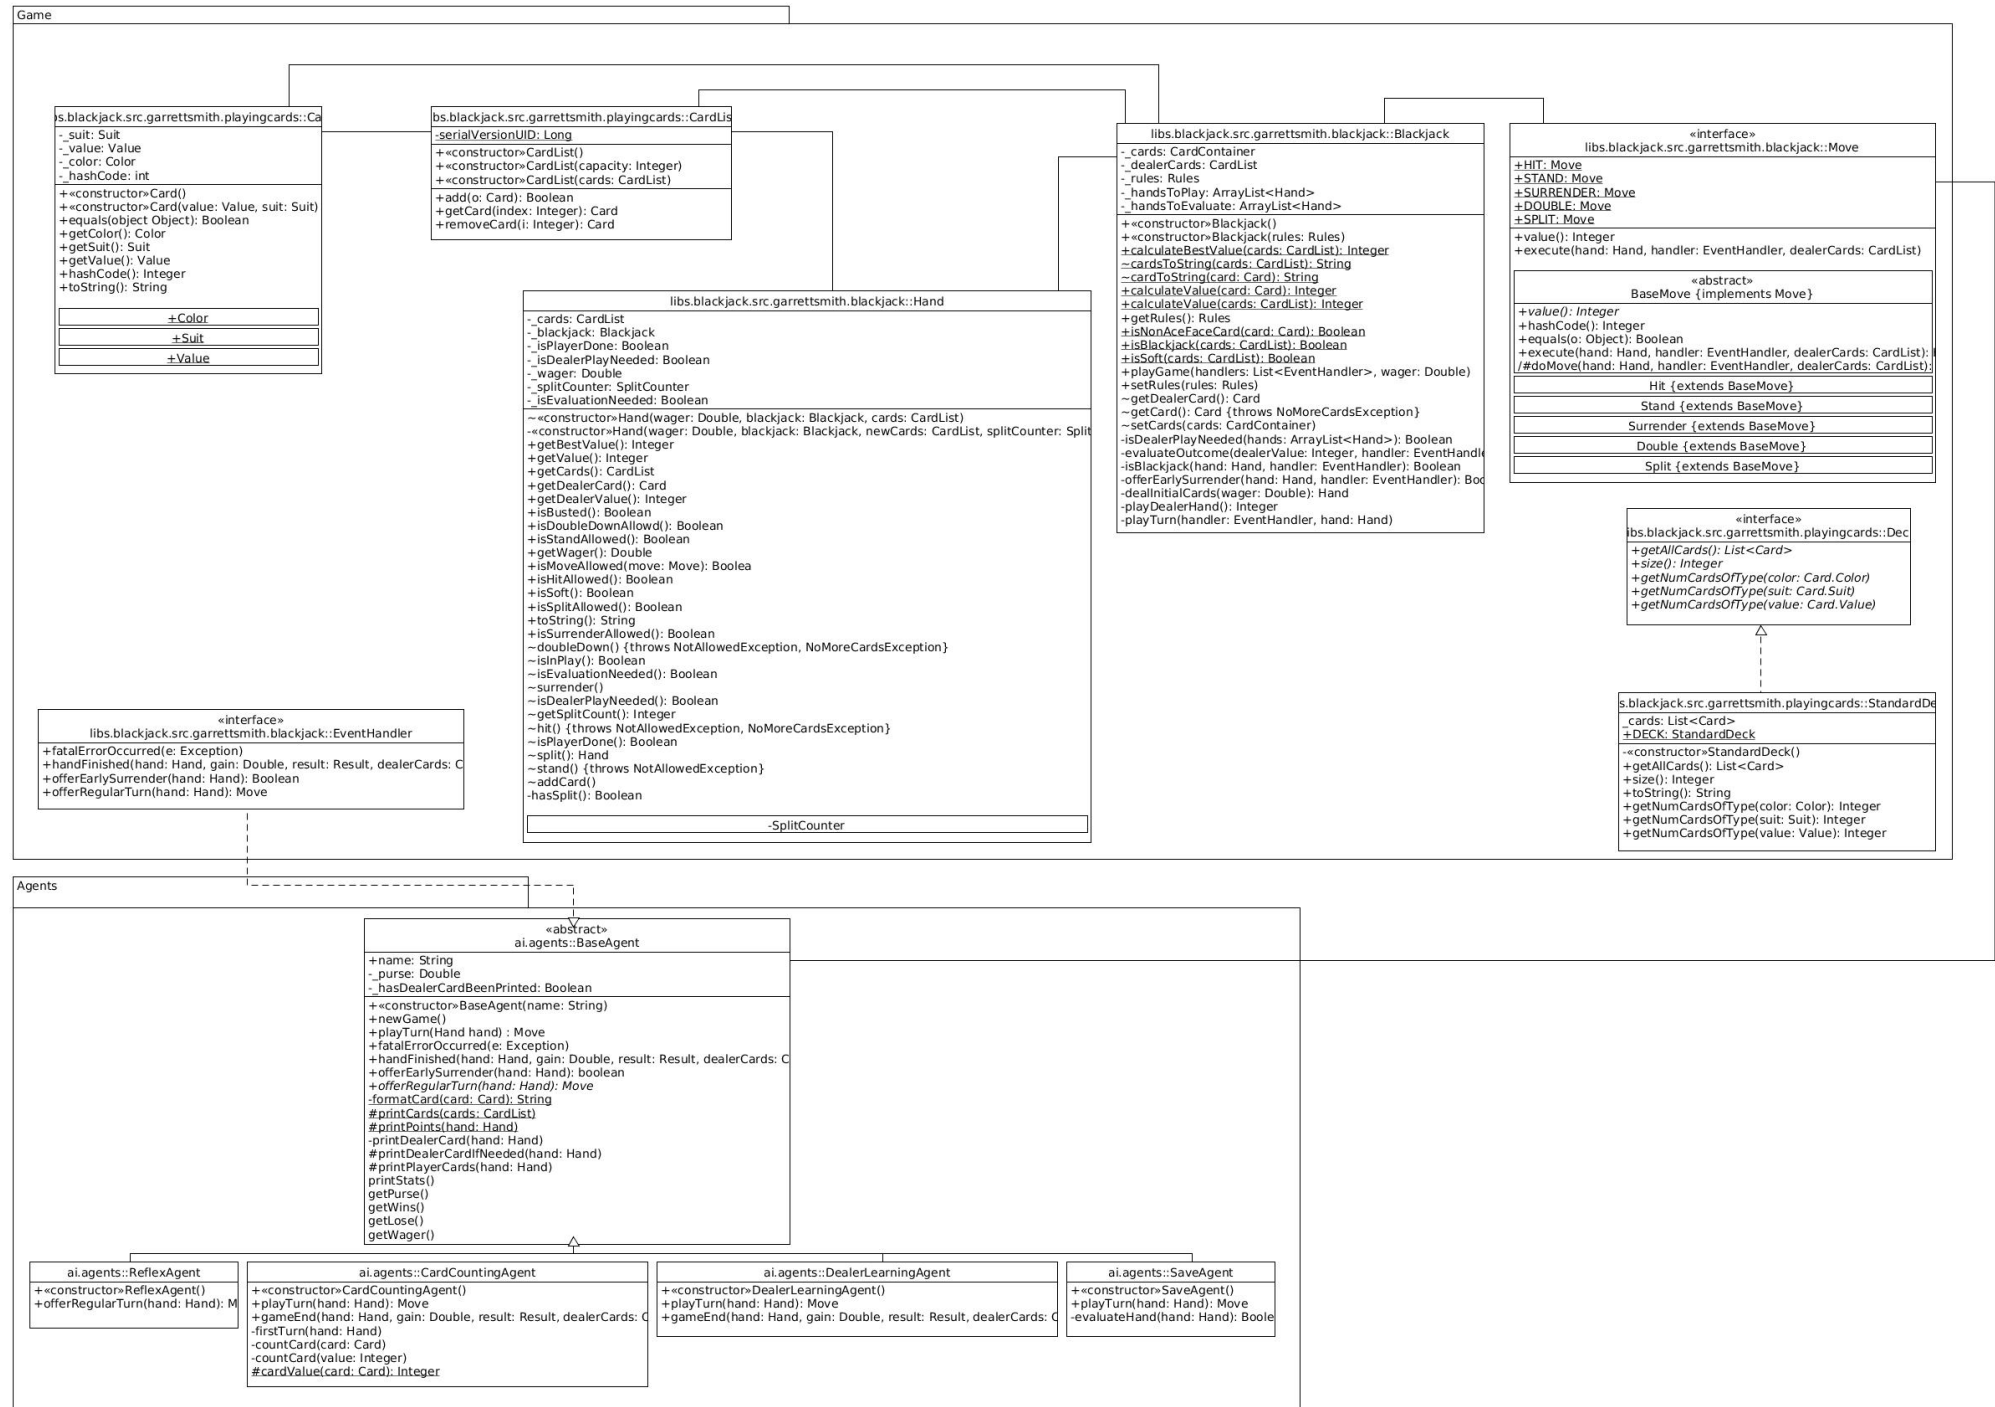 Game
bs.blackjack.src.garrettsmith.playingcards::Ca
-_suit: Suit
-_value: Value
-_color: Color
-_hashCode: int
+«constructor»Card()
+«constructor»Card(value: Value, suit: Suit)
+equals(object Object): Boolean
+getColor(): Color
+getSuit(): Suit
+getValue(): Value
+hashCode(): Integer
+toString(): String
+Color
+Suit
+Value
bs.blackjack.src.garrettsmith.playingcards::CardLis
-serialVersionUID: Long
+«constructor»CardList()
+«constructor»CardList(capacity: Integer)
+«constructor»CardList(cards: CardList)
+add(o: Card): Boolean
+getCard(index: Integer): Card
+removeCard(i: Integer): Card
libs.blackjack.src.garrettsmith.blackjack::Hand
-_cards: CardList
-_blackjack: Blackjack
-_isPlayerDone: Boolean
-_isDealerPlayNeeded: Boolean
-_wager: Double
-_splitCounter: SplitCounter
-_isEvaluationNeeded: Boolean
~«constructor»Hand(wager: Double, blackjack: Blackjack, cards: CardList)
-«constructor»Hand(wager: Double, blackjack: Blackjack, newCards: CardList, splitCounter: Split
+getBestValue(): Integer
+getValue(): Integer
+getCards(): CardList
+getDealerCard(): Card
+getDealerValue(): Integer
+isBusted(): Boolean
+isDoubleDownAllowd(): Boolean
+isStandAllowed(): Boolean
+getWager(): Double
+isMoveAllowed(move: Move): Boolea
+isHitAllowed(): Boolean
+isSoft(): Boolean
+isSplitAllowed(): Boolean
+toString(): String
+isSurrenderAllowed(): Boolean
~doubleDown() {throws NotAllowedException, NoMoreCardsException}
~isInPlay(): Boolean
~isEvaluationNeeded(): Boolean
~surrender()
~isDealerPlayNeeded(): Boolean
~getSplitCount(): Integer
~hit() {throws NotAllowedException, NoMoreCardsException}
~isPlayerDone(): Boolean
~split(): Hand
~stand() {throws NotAllowedException}
~addCard()
-hasSplit(): Boolean
-SplitCounter
libs.blackjack.src.garrettsmith.blackjack::Blackjack
-_cards: CardContainer
-_dealerCards: CardList
-_rules: Rules
-_handsToPlay: ArrayList<Hand>
-_handsToEvaluate: ArrayList<Hand>
+«constructor»Blackjack()
+«constructor»Blackjack(rules: Rules)
+calculateBestValue(cards: CardList): Integer
~cardsToString(cards: CardList): String
~cardToString(card: Card): String
+calculateValue(card: Card): Integer
+calculateValue(cards: CardList): Integer
+getRules(): Rules
+isNonAceFaceCard(card: Card): Boolean
+isBlackjack(cards: CardList): Boolean
+isSoft(cards: CardList): Boolean
+playGame(handlers: List<EventHandler>, wager: Double)
+setRules(rules: Rules)
~getDealerCard(): Card
~getCard(): Card {throws NoMoreCardsException}
~setCards(cards: CardContainer)
-isDealerPlayNeeded(hands: ArrayList<Hand>): Boolean
-evaluateOutcome(dealerValue: Integer, handler: EventHandle
-isBlackjack(hand: Hand, handler: EventHandler): Boolean
-offerEarlySurrender(hand: Hand, handler: EventHandler): Boo
-dealInitialCards(wager: Double): Hand
-playDealerHand(): Integer
-playTurn(handler: EventHandler, hand: Hand)
«interface»
libs.blackjack.src.garrettsmith.blackjack::Move
+HIT: Move
+STAND: Move
+SURRENDER: Move
+DOUBLE: Move
+SPLIT: Move
+value(): Integer
+execute(hand: Hand, handler: EventHandler, dealerCards: CardList)
«abstract»
BaseMove {implements Move}
+value(): Integer
+hashCode(): Integer
+equals(o: Object): Boolean
+execute(hand: Hand, handler: EventHandler, dealerCards: CardList):
/#doMove(hand: Hand, handler: EventHandler, dealerCards: CardList):
Hit {extends BaseMove}
Stand {extends BaseMove}
Surrender {extends BaseMove}
Double {extends BaseMove}
Split {extends BaseMove}
«interface»
ibs.blackjack.src.garrettsmith.playingcards::Dec
+getAllCards(): List<Card>
+size(): Integer
+getNumCardsOfType(color: Card.Color)
+getNumCardsOfType(suit: Card.Suit)
+getNumCardsOfType(value: Card.Value)
s.blackjack.src.garrettsmith.playingcards::StandardDe
_cards: List<Card>
+DECK: StandardDeck
-«constructor»StandardDeck()
+getAllCards(): List<Card>
+size(): Integer
+toString(): String
+getNumCardsOfType(color: Color): Integer
+getNumCardsOfType(suit: Suit): Integer
+getNumCardsOfType(value: Value): Integer
«interface»
libs.blackjack.src.garrettsmith.blackjack::EventHandler
+fatalErrorOccurred(e: Exception)
+handFinished(hand: Hand, gain: Double, result: Result, dealerCards: C
+offerEarlySurrender(hand: Hand): Boolean
+offerRegularTurn(hand: Hand): Move
Agents
«abstract»
ai.agents::BaseAgent
+name: String
-_purse: Double
-_hasDealerCardBeenPrinted: Boolean
+«constructor»BaseAgent(name: String)
+newGame()
+playTurn(Hand hand) : Move
+fatalErrorOccurred(e: Exception)
+handFinished(hand: Hand, gain: Double, result: Result, dealerCards: C
+offerEarlySurrender(hand: Hand): boolean
+offerRegularTurn(hand: Hand): Move
-formatCard(card: Card): String
#printCards(cards: CardList)
#printPoints(hand: Hand)
-printDealerCard(hand: Hand)
#printDealerCardIfNeeded(hand: Hand)
#printPlayerCards(hand: Hand)
printStats()
getPurse()
getWins()
getLose()
getWager()
ai.agents::ReflexAgent
+«constructor»ReflexAgent()
+offerRegularTurn(hand: Hand): M
ai.agents::CardCountingAgent
+«constructor»CardCountingAgent()
+playTurn(hand: Hand): Move
+gameEnd(hand: Hand, gain: Double, result: Result, dealerCards: C
-firstTurn(hand: Hand)
-countCard(card: Card)
-countCard(value: Integer)
#cardValue(card: Card): Integer
ai.agents::DealerLearningAgent
+«constructor»DealerLearningAgent()
+playTurn(hand: Hand): Move
+gameEnd(hand: Hand, gain: Double, result: Result, dealerCards: C
ai.agents::SaveAgent
+«constructor»SaveAgent()
+playTurn(hand: Hand): Move
-evaluateHand(hand: Hand): Boole